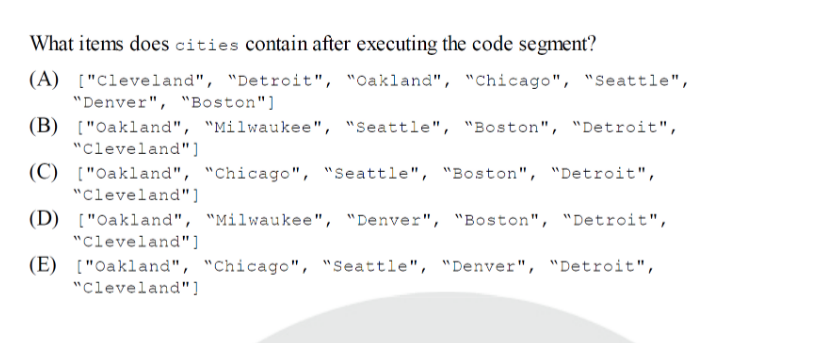 What items does cities contain after executing the code segment?
(A) ["Cleveland", "Detroit", "Oakland", "Chicago", "Seattle",
"Denver", "Boston"]
(B) ["Oakland", "Milwaukee", "Seattle", "Boston", "Detroit",
"Cleveland"]
(C) ["Oakland", "Chicago", "Seattle", "Boston", "Detroit",
"Cleveland"]
(D) ["Oakland", "Milwaukee", "Denver", "Boston", "Detroit",
"Cleveland"]
(E) ["Oakland", "Chicago", "Seattle", "Denver", "Detroit",
"Cleveland"]